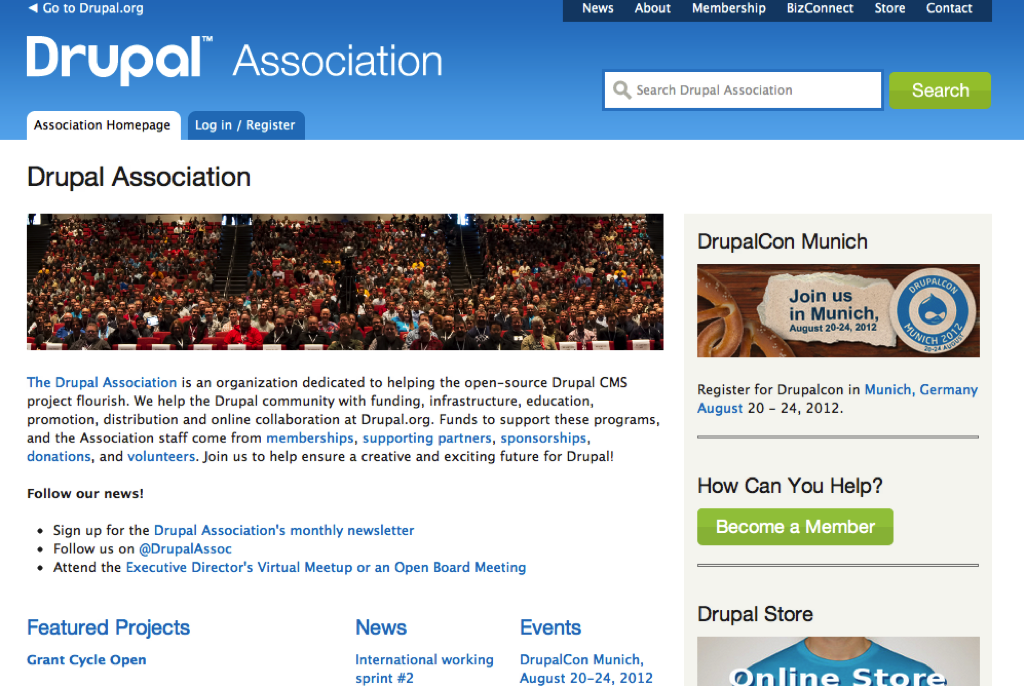 ◄ Go to Drupal.org
News About Membership BizConnect Store Contact
Drupal™ Association
Search Drupal Association
Search
Association Homepage
Log in / Register
Drupal Association
The Drupal Association is an organization dedicated to helping the open-source Drupal CMS
project flourish. We help the Drupal community with funding, infrastructure, education,
promotion, distribution and online collaboration at Drupal.org. Funds to support these programs,
and the Association staff come from memberships, supporting partners, sponsorships,
donations, and volunteers. Join us to help ensure a creative and exciting future for Drupal!
Follow our news!
• Sign up for the Drupal Association's monthly newsletter
• Follow us on @DrupalAssoc
• Attend the Executive Director's Virtual Meetup or an Open Board Meeting
Featured Projects
Grant Cycle Open
News
International working
sprint #2
Events
DrupalCon Munich,
August 20-24, 2012
DrupalCon Munich
Join us
in Munich,
August 20-24, 2012
DRUPALCON
MUNICH 2012
20-24 AUGUST
Register for Drupalcon in Munich, Germany
August 20 - 24, 2012.
How Can You Help?
Become a Member
Drupal Store
Online Store